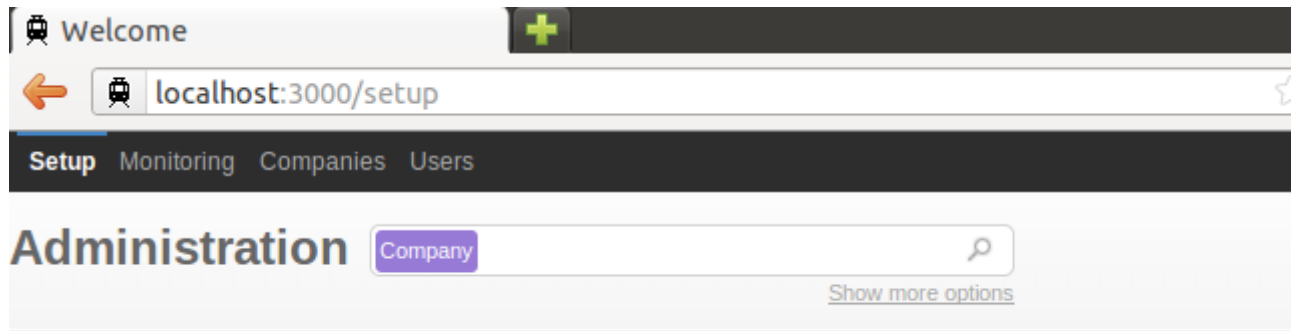 Welcome
localhost:3000/setup
Setup Monitoring Companies Users
Administration Company
Show more options